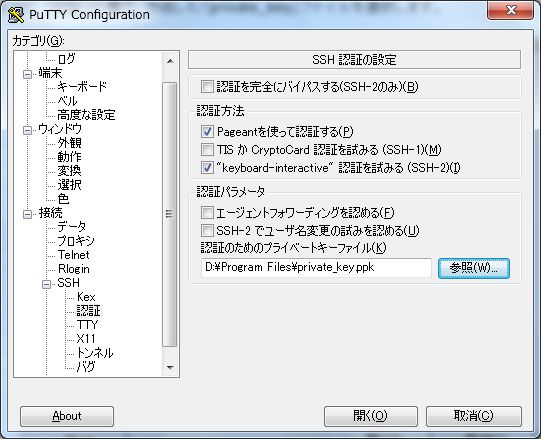 PuTTY Configuration
カテゴリ(G):
ログ
端末
キーボード
ベル
高度な設定
ウィンドウ
外観
動作
変換
選択
色
接続
データ
プロキシ
Telnet
Rlogin
SSH
Kex
認証
TTY
X11
トンネル
バグ
SSH 認証の設定
認証を完全にバイパスする(SSH-2のみ)(B)
認証方法
Pageantを使って認証する(P)
TIS か CryptoCard 認証を試みる (SSH-1)(M)
"keyboard-interactive" 認証を試みる (SSH-2)(I)
認証パラメータ
エージェントフォワーディングを認める(F)
SSH-2 でユーザ名変更の試みを認める(U)
認証のためのプライベートキーファイル(K)
D:¥Program Files¥private_key.ppk
参照(W)...
About
開く(O)
取消(C)